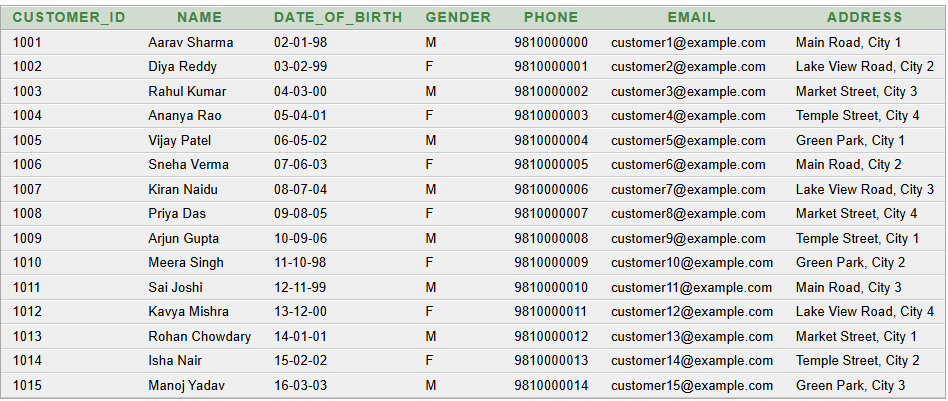 CUSTOMER_ID NAME DATE_OF_BIRTH GENDER PHONE EMAIL ADDRESS
1001 Aarav Sharma 02-01-98 M 9810000000 customer1@example.com Main Road, City 1
1002 Diya Reddy 03-02-99 F 9810000001 customer2@example.com Lake View Road, City 2
1003 Rahul Kumar 04-03-00 M 9810000002 customer3@example.com Market Street, City 3
1004 Ananya Rao 05-04-01 F 9810000003 customer4@example.com Temple Street, City 4
1005 Vijay Patel 06-05-02 M 9810000004 customer5@example.com Green Park, City 1
1006 Sneha Verma 07-06-03 F 9810000005 customer6@example.com Main Road, City 2
1007 Kiran Naidu 08-07-04 M 9810000006 customer7@example.com Lake View Road, City 3
1008 Priya Das 09-08-05 F 9810000007 customer8@example.com Market Street, City 4
1009 Arjun Gupta 10-09-06 M 9810000008 customer9@example.com Temple Street, City 1
1010 Meera Singh 11-10-98 F 9810000009 customer10@example.com Green Park, City 2
1011 Sai Joshi 12-11-99 M 9810000010 customer11@example.com Main Road, City 3
1012 Kavya Mishra 13-12-00 F 9810000011 customer12@example.com Lake View Road, City 4
1013 Rohan Chowdary 14-01-01 M 9810000012 customer13@example.com Market Street, City 1
1014 Isha Nair 15-02-02 F 9810000013 customer14@example.com Temple Street, City 2
1015 Manoj Yadav 16-03-03 M 9810000014 customer15@example.com Green Park, City 3